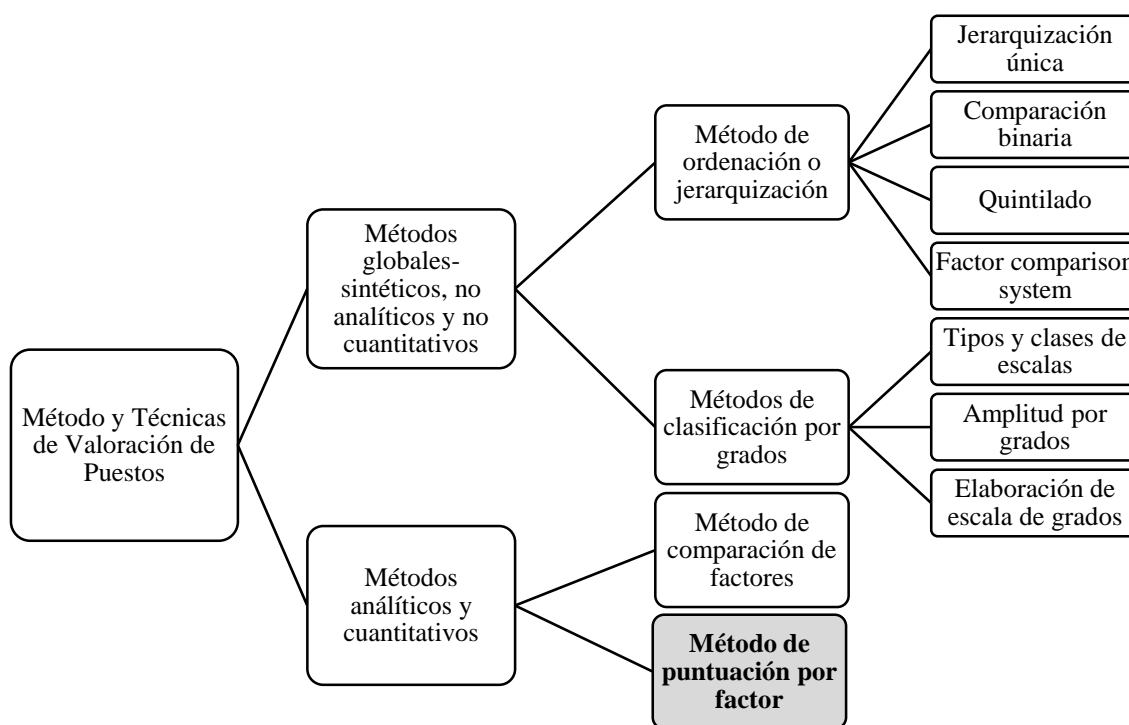 Método y Técnicas
de Valoración de
Puestos
Métodos
globales-
sintéticos, no
analíticos y no
cuantitativos
Método de
ordenación o
jerarquización
Jerarquización
única
Comparación
binaria
Quintilado
Factor comparison
system
Métodos de
clasificación por
grados
Tipos y clases de
escalas
Amplitud por
grados
Elaboración de
escala de grados
Métodos
análíticos y
cuantitativos
Método de
comparación de
factores
Método de
puntuación por
factor